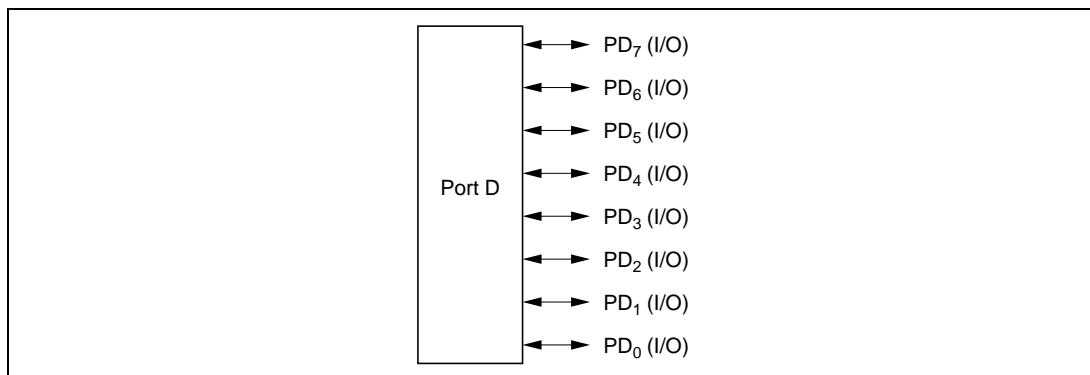 PD₇ (I/O)
PD₆ (I/O)
PD₅ (I/O)
PD₄ (I/O)
Port D
PD₃ (I/O)
PD₂ (I/O)
PD₁ (I/O)
PD₀ (I/O)